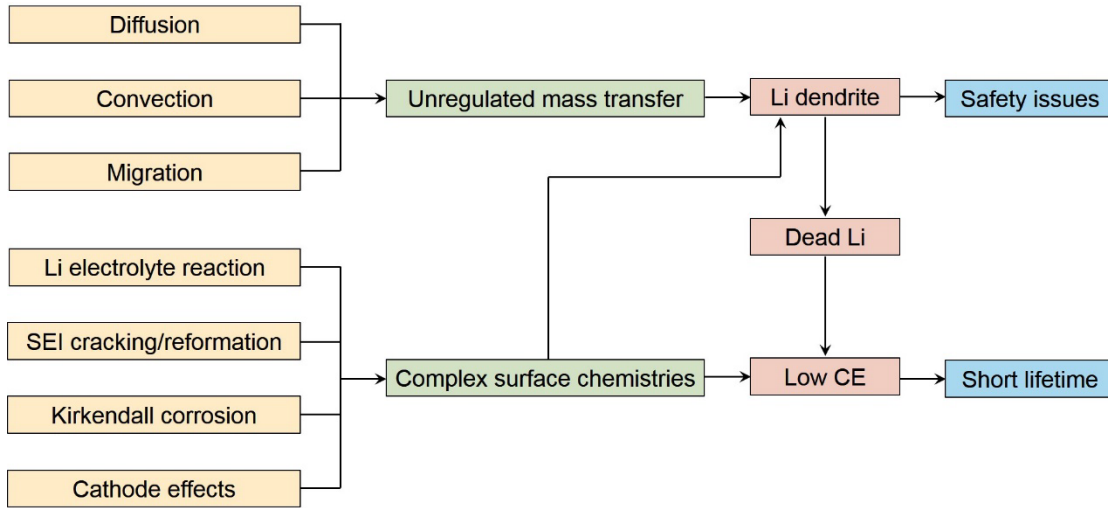 Diffusion
Convection
Migration
Unregulated mass transfer
Li dendrite
Safety issues
Dead Li
Li electrolyte reaction
SEI cracking/reformation
Kirkendall corrosion
Cathode effects
Complex surface chemistries
Low CE
Short lifetime